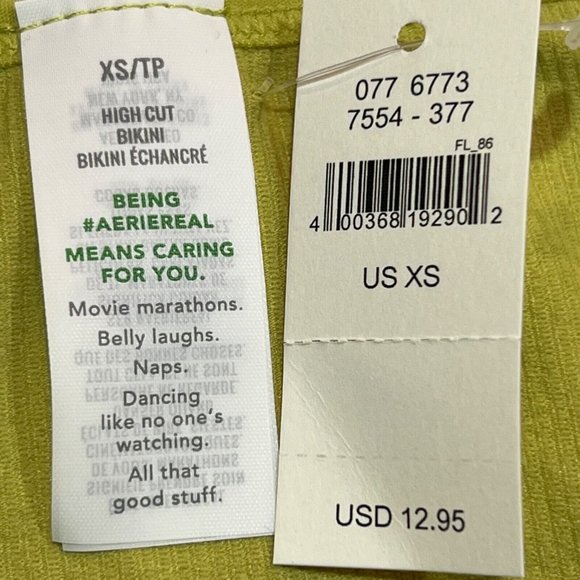 XS/TP
HIGH CUT
BIKINI
BIKINI ÉCHANCRÉ
BEING
#AERIEREAL
MEANS CARING
FOR YOU.
Movie marathons.
Belly laughs.
Naps.
Dancing
like no one's
watching.
All that
good stuff.
077 6773
7554 - 377
FL_86
4 00368 19290 2
US XS
USD 12.95